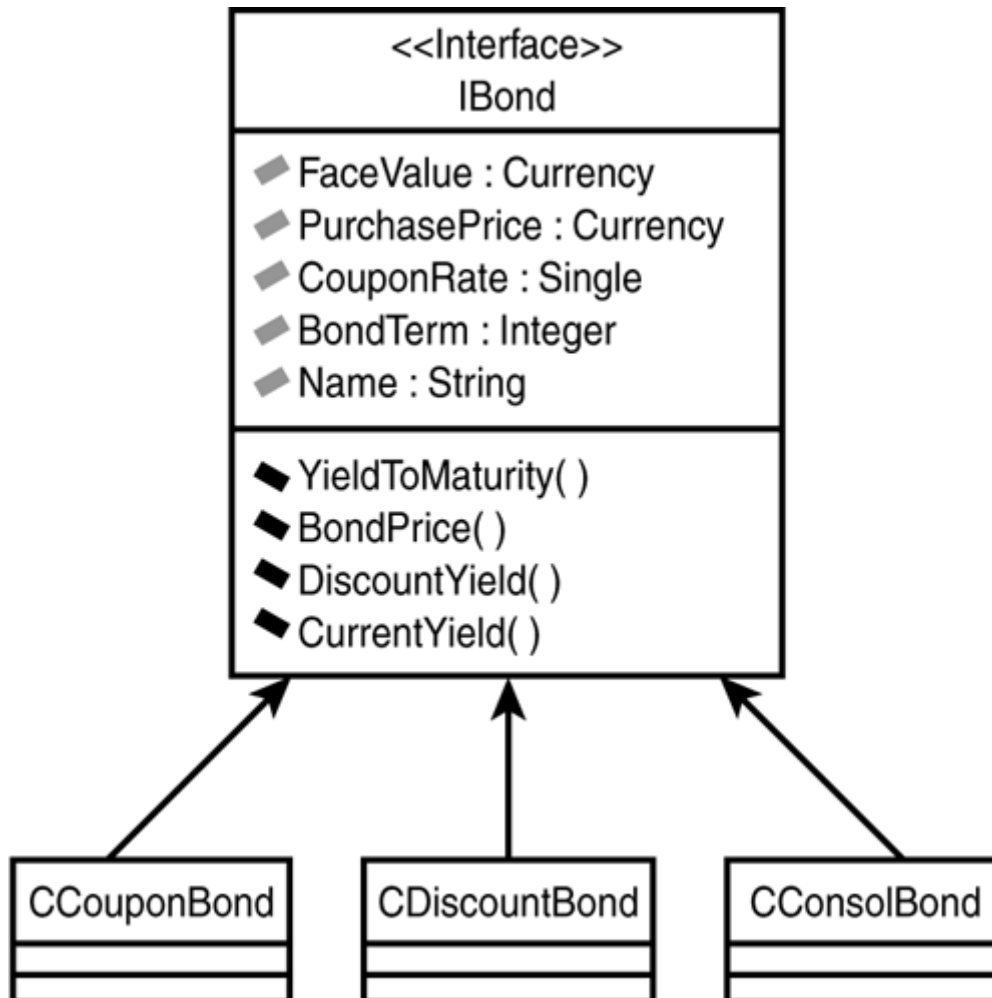 <<Interface>>
IBond
FaceValue : Currency
PurchasePrice : Currency
CouponRate : Single
BondTerm : Integer
Name : String
YieldToMaturity( )
BondPrice( )
DiscountYield( )
CurrentYield( )
CCouponBond
CDiscountBond
CConsolBond